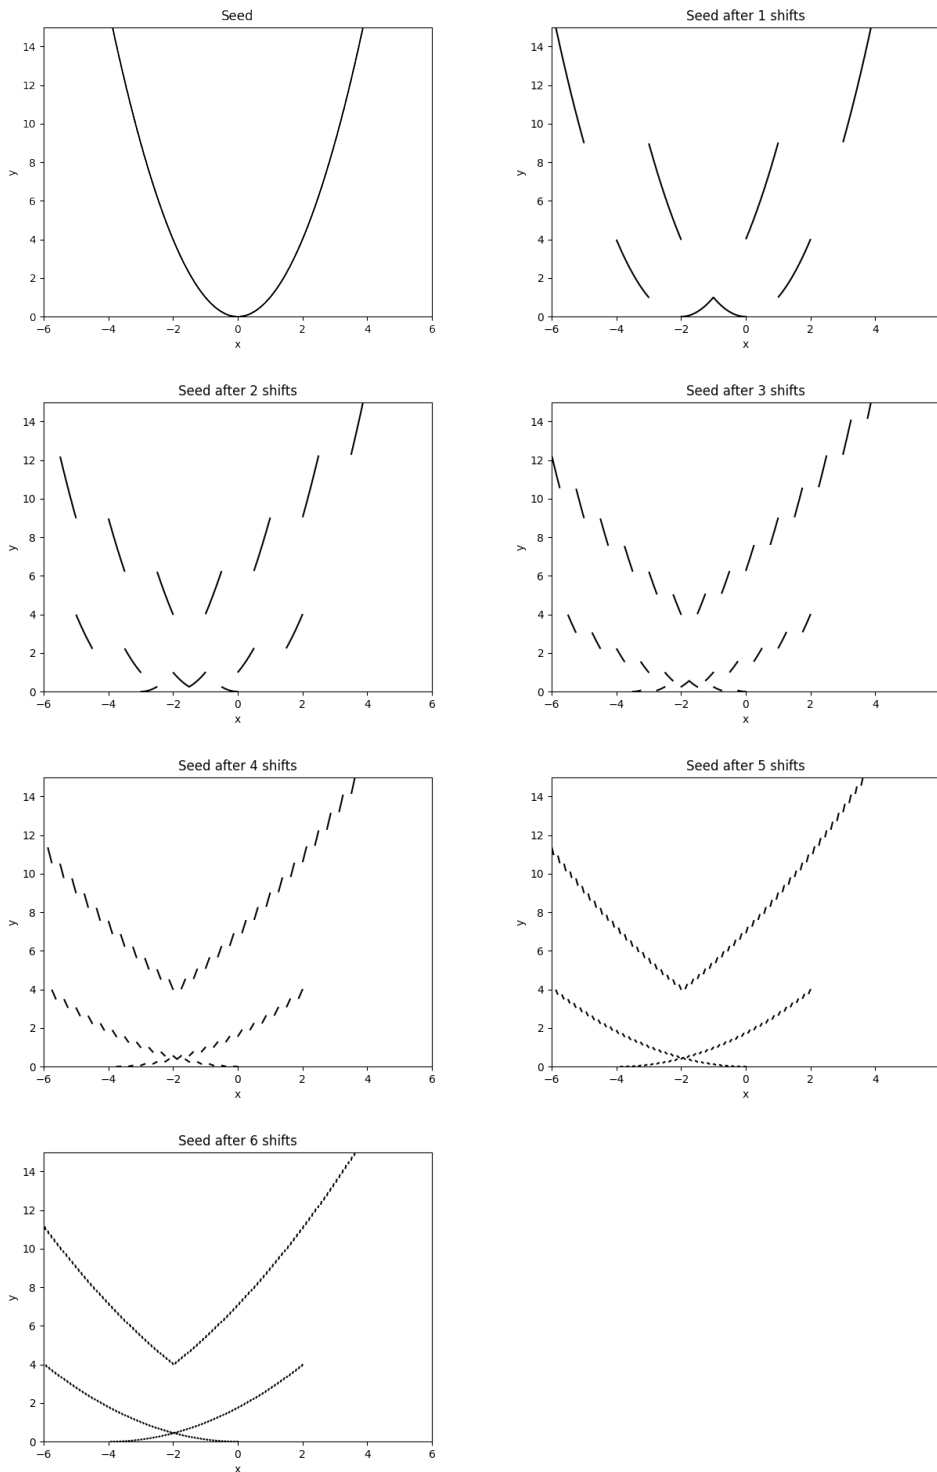 Seed
14
12
10
8
6
4
2
0
y
−6 −4 −2 0 2 4 6
x
Seed after 1 shifts
14
12
10
8
6
4
2
0
y
−6 −4 −2 0 2 4
x
Seed after 2 shifts
14
12
10
8
6
4
2
0
y
−6 −4 −2 0 2 4 6
x
Seed after 3 shifts
14
12
10
8
6
4
2
0
y
−6 −4 −2 0 2 4
x
Seed after 4 shifts
14
12
10
8
6
4
2
0
y
−6 −4 −2 0 2 4 6
x
Seed after 5 shifts
14
12
10
8
6
4
2
0
y
−6 −4 −2 0 2 4
x
Seed after 6 shifts
14
12
10
8
6
4
2
0
y
−6 −4 −2 0 2 4 6
x